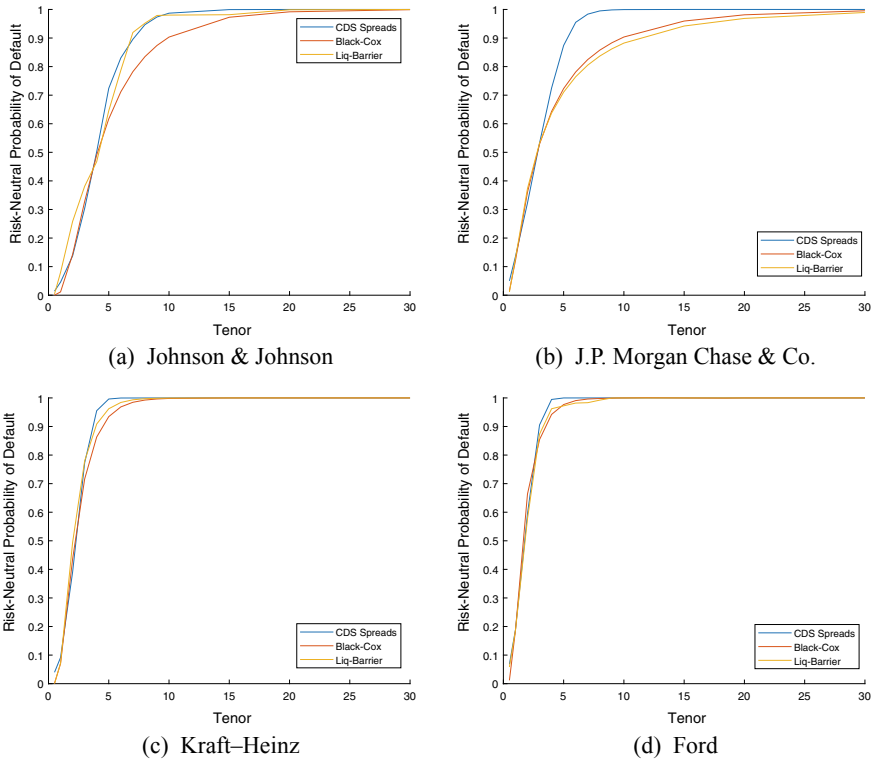 Risk-Neutral Probability of Default
1
0.9
0.8
0.7
0.6
0.5
0.4
0.3
0.2
0.1
0
0 5 10 15 20 25 30
Tenor
CDS Spreads
Black-Cox
Liq-Barrier
(a) Johnson & Johnson
Risk-Neutral Probability of Default
1
0.9
0.8
0.7
0.6
0.5
0.4
0.3
0.2
0.1
0
0 5 10 15 20 25 30
Tenor
CDS Spreads
Black-Cox
Liq-Barrier
(b) J.P. Morgan Chase & Co.
Risk-Neutral Probability of Default
1
0.9
0.8
0.7
0.6
0.5
0.4
0.3
0.2
0.1
0
0 5 10 15 20 25 30
Tenor
CDS Spreads
Black-Cox
Liq-Barrier
(c) Kraft–Heinz
Risk-Neutral Probability of Default
1
0.9
0.8
0.7
0.6
0.5
0.4
0.3
0.2
0.1
0
0 5 10 15 20 25 30
Tenor
CDS Spreads
Black-Cox
Liq-Barrier
(d) Ford